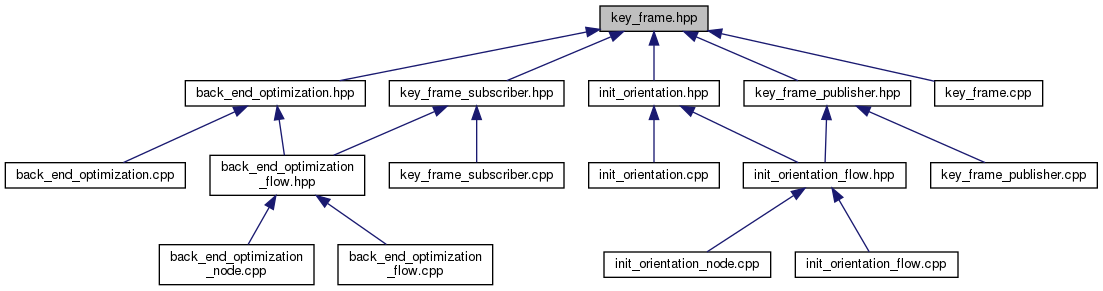 key_frame.hpp
back_end_optimization.hpp
key_frame_subscriber.hpp
init_orientation.hpp
key_frame_publisher.hpp
key_frame.cpp
back_end_optimization.cpp
back_end_optimization
_flow.hpp
key_frame_subscriber.cpp
init_orientation.cpp
init_orientation_flow.hpp
key_frame_publisher.cpp
back_end_optimization
_node.cpp
back_end_optimization
_flow.cpp
init_orientation_node.cpp
init_orientation_flow.cpp